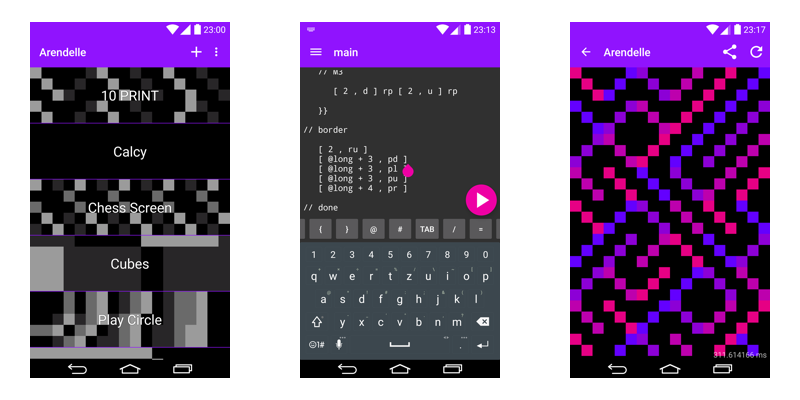 23:00
Arendelle
10 PRINT
Calcy
Chess Screen
Cubes
Play Circle
23:13
main
// M3
[ 2 , d ] rp [ 2 , u ] rp
}}
// border
[ 2 , ru ]
[ @long + 3 , pd ]
[ @long + 3 , pl ]
[ @long + 3 , pu ]
[ @long + 4 , pr ]
// done
{ } @ # TAB / =
1 2 3 4 5 6 7 8 9 0
q w e r t z u i o p
a s d f g h j k l
y x c v b n m
☺1#
23:17
Arendelle
311.614166 ms